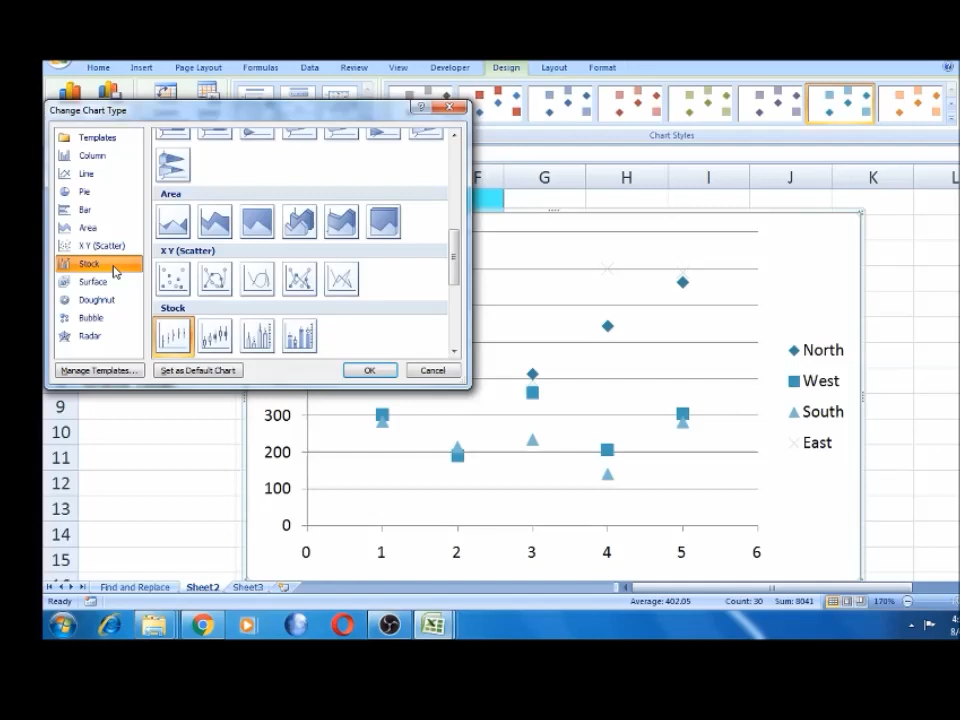 Home Insert Page Layout Formulas Data Review View Developer Design Layout Format
Change Chart Type
Chart Styles
Templates
Column
Line
Pie
Bar
Area
X Y (Scatter)
Stock
Surface
Doughnut
Bubble
Radar
Area
X Y (Scatter)
Stock
Manage Templates... Set as Default Chart OK Cancel
F G H I J K L
9
10
11
12
13
14
15
300
200
100
0
0 1 2 3 4 5 6
North
West
South
East
Find and Replace Sheet2 Sheet3
Ready Average: 402.05 Count: 30 Sum: 8041 170%